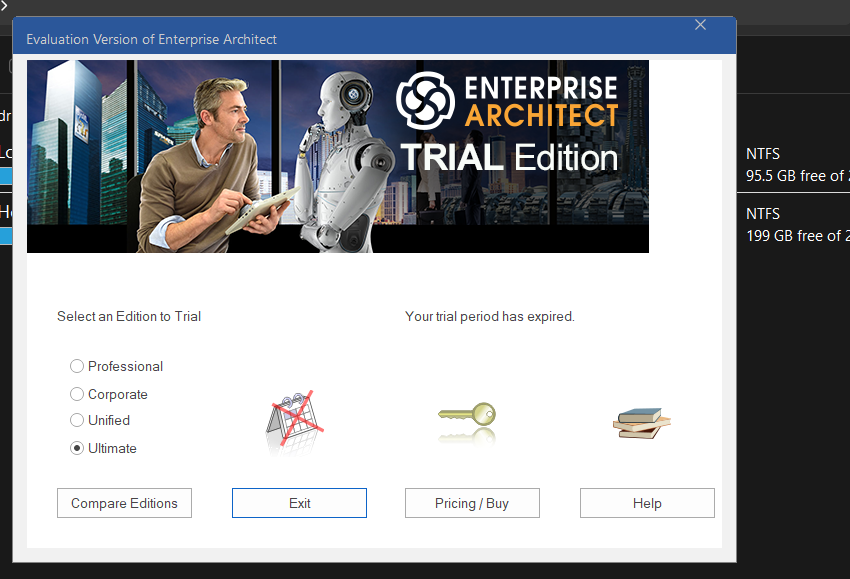 Evaluation Version of Enterprise Architect
ENTERPRISE
ARCHITECT
TRIAL Edition
NTFS
95.5 GB free of
NTFS
199 GB free of
Select an Edition to Trial
Your trial period has expired.
Professional
Corporate
Unified
Ultimate
Compare Editions
Exit
Pricing / Buy
Help